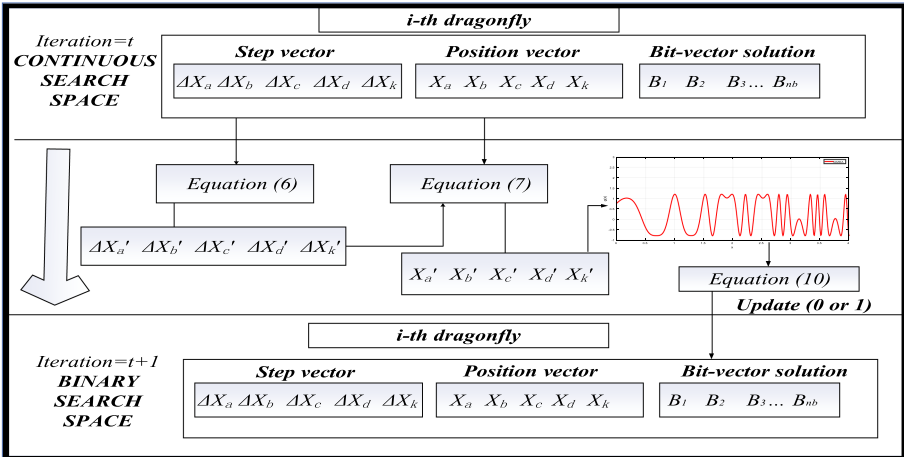 i-th dragonfly
Iteration=t
CONTINUOUS
SEARCH
SPACE
Step vector
Position vector
Bit-vector solution
ΔXa ΔXb ΔXc ΔXd ΔXk
Xa Xb Xc Xd Xk
B1 B2 B3... Bnb
Equation (6)
Equation (7)
ΔXa' ΔXb' ΔXc' ΔXd' ΔXk'
Xa' Xb' Xc' Xd' Xk'
Equation (10)
Update (0 or 1)
i-th dragonfly
Iteration=t+1
BINARY
SEARCH
SPACE
Step vector
Position vector
Bit-vector solution
ΔXa ΔXb ΔXc ΔXd ΔXk
Xa Xb Xc Xd Xk
B1 B2 B3... Bnb